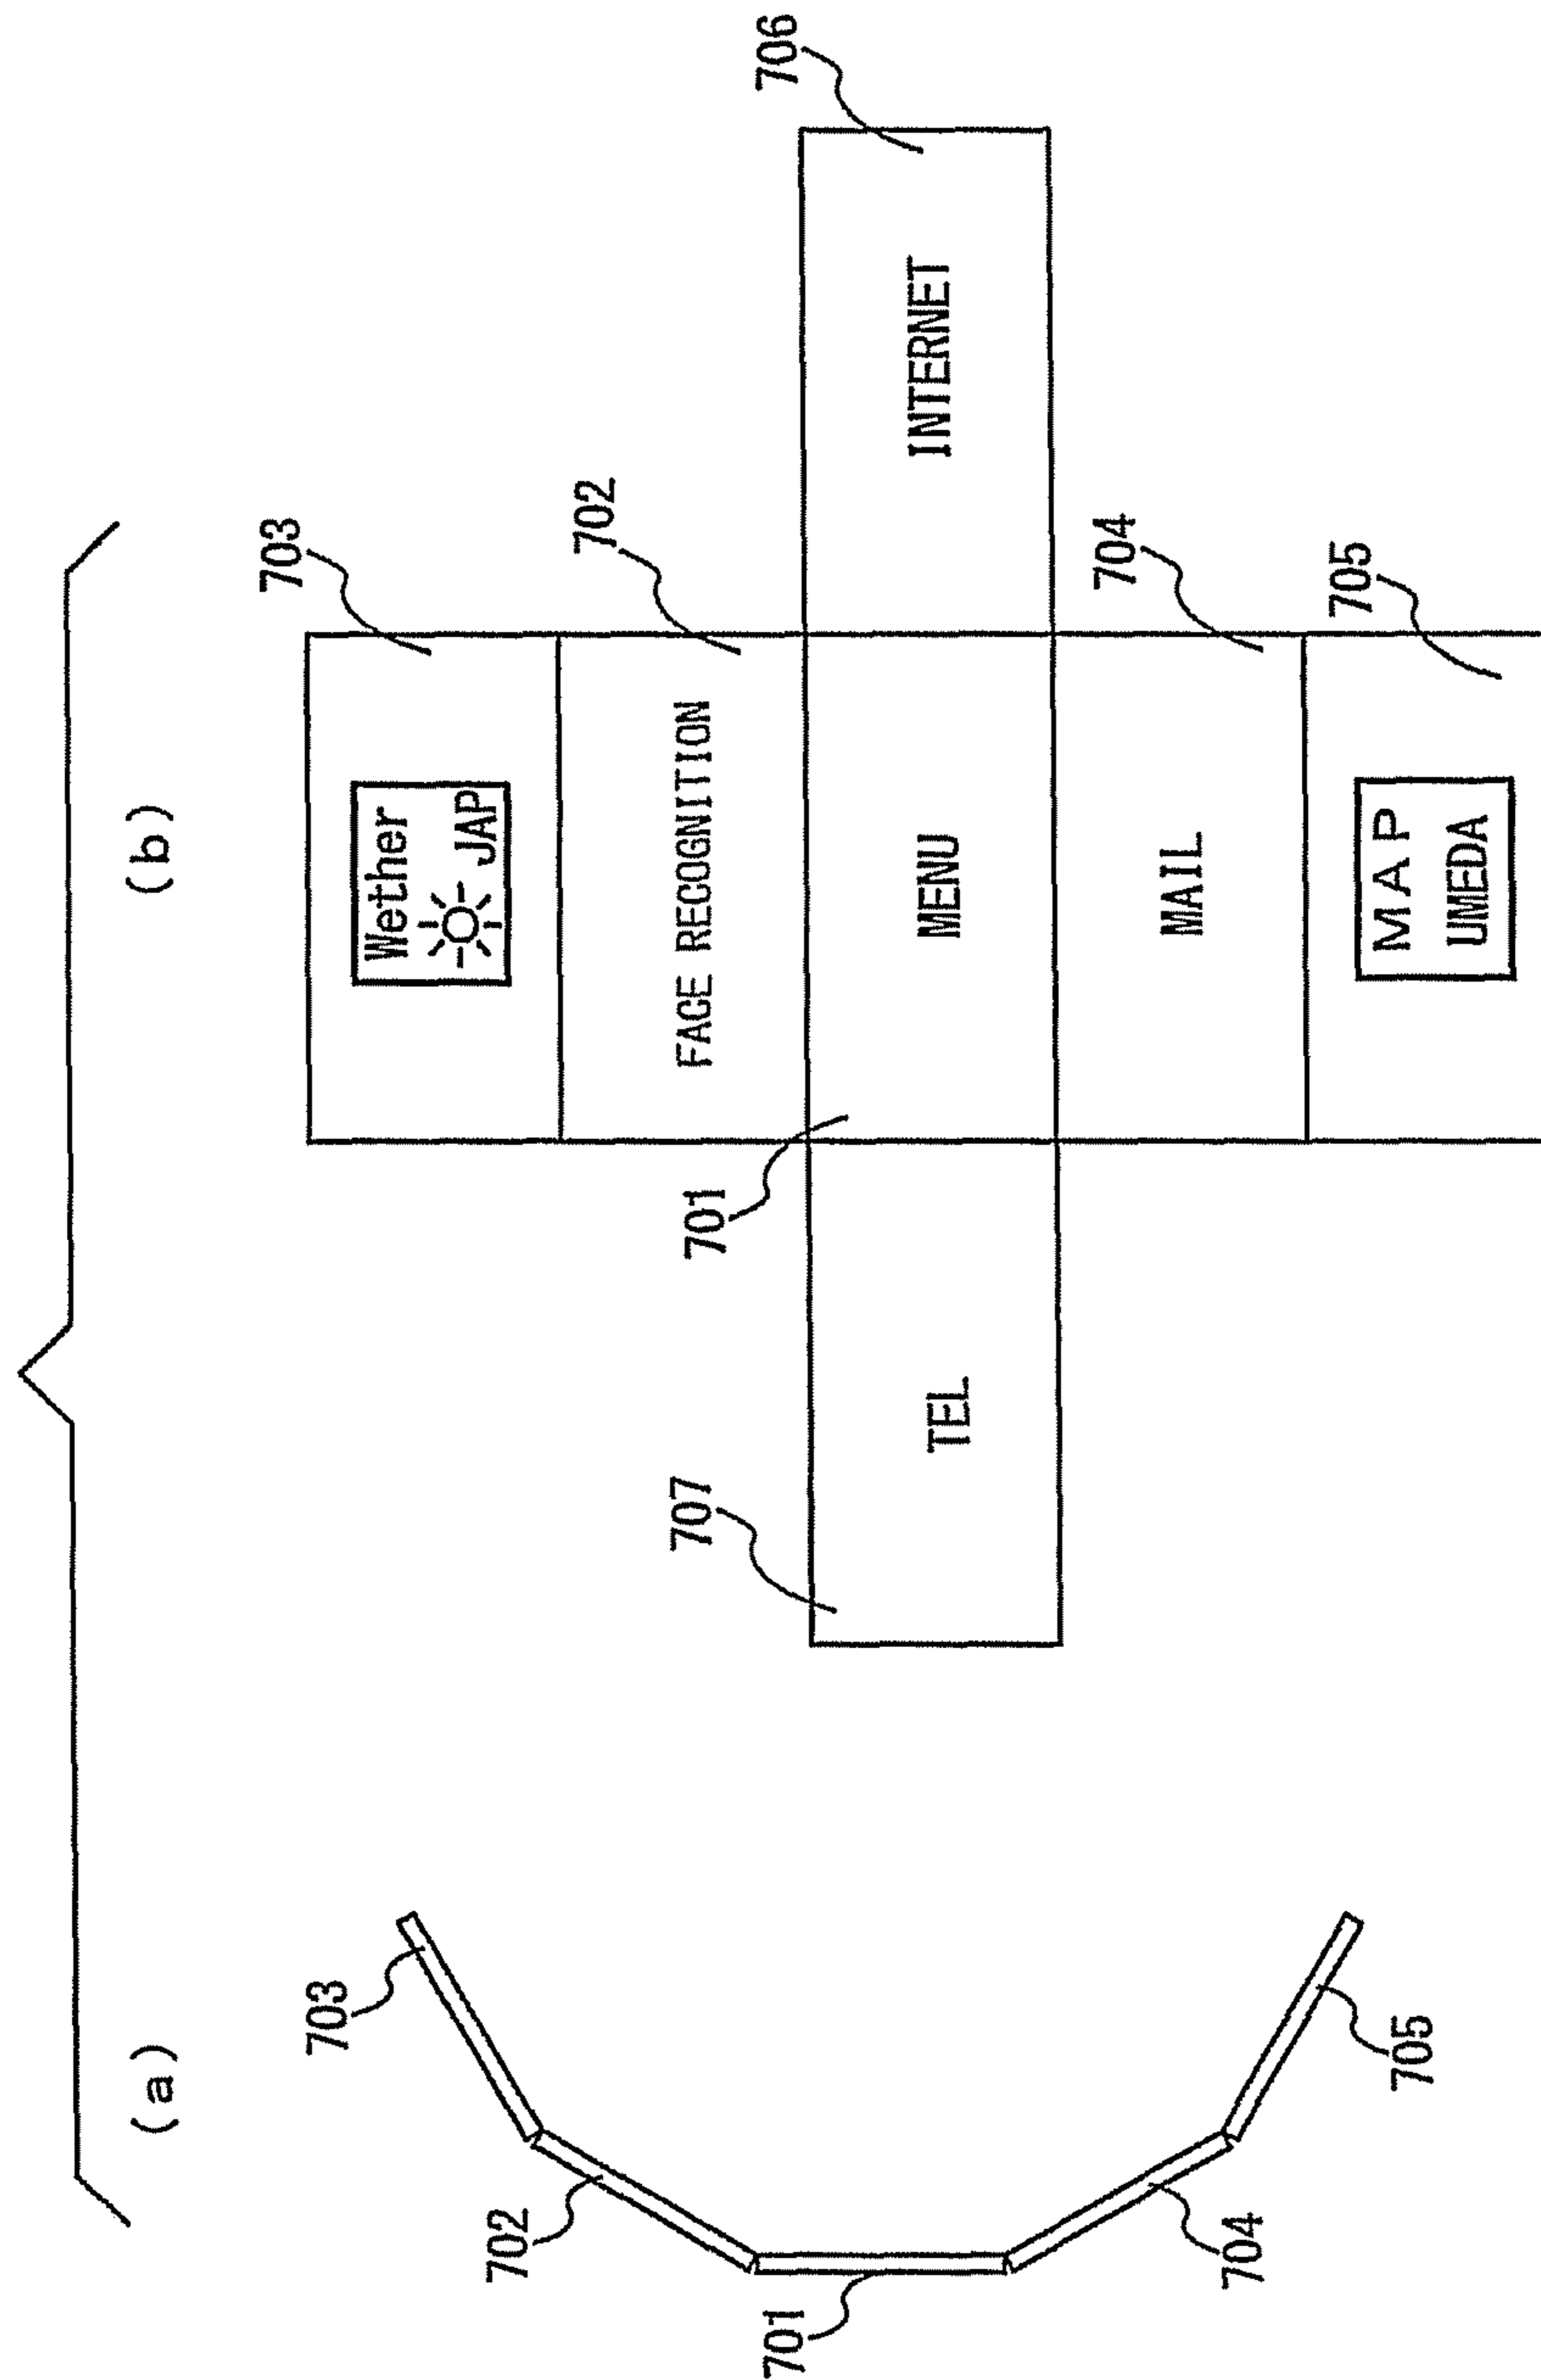 (a)
703
702
701
704
705
(b)
703
Wether
JAP
702
FACE RECOGNITION
707
701
706
TEL
MENU
INTERNET
704
MAIL
705
MAP
UMEDA